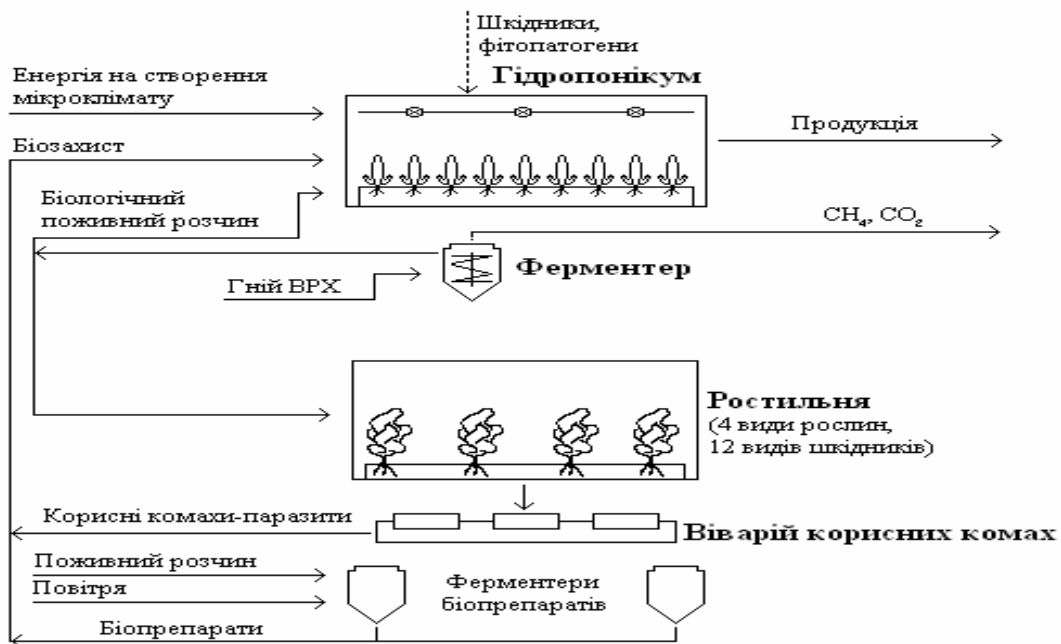 Шкідники,
фітопатогени
Гідропонікум
Енергія на створення
мікроклімату
Продукція
Біозахист
Біологічний
поживний розчин
CH₄, CO₂
Ферментер
Гній ВРХ
Ростильня
(4 види рослин,
12 видів шкідників)
Корисні комахи-паразити
Віварій корисних комах
Поживний розчин
Повітря
Ферментери
біопрепаратів
Біопрепарати